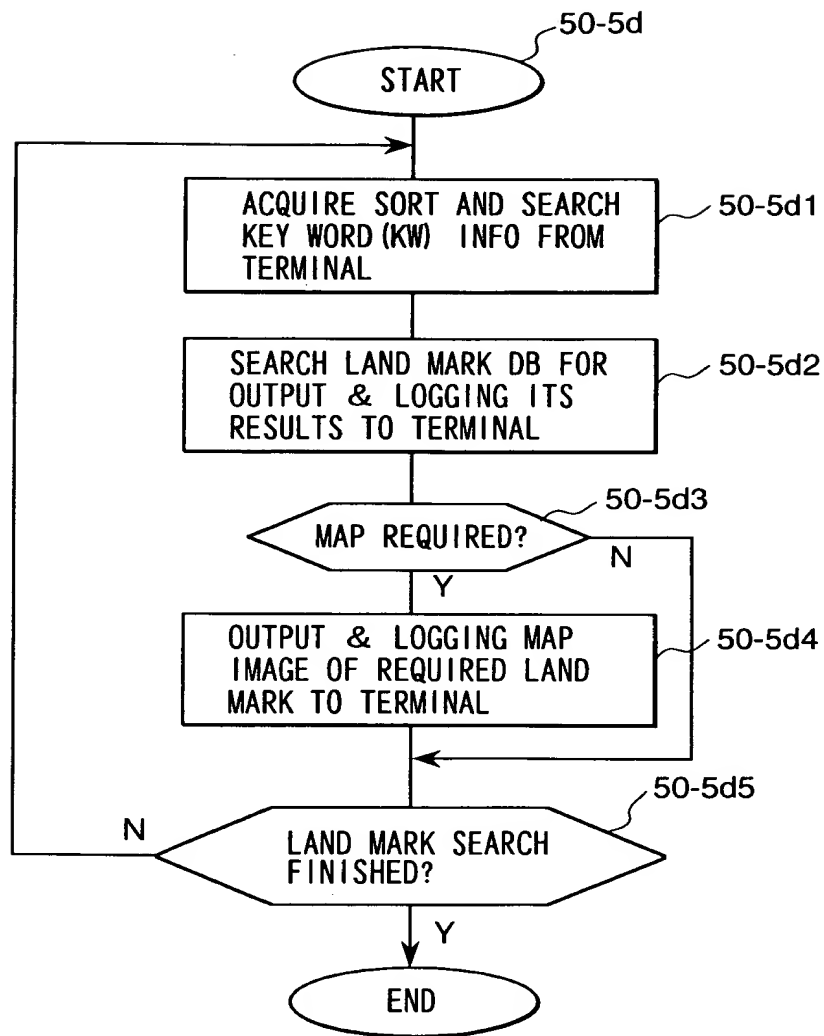 50-5d
START
ACQUIRE SORT AND SEARCH
KEY WORD(KW) INFO FROM
TERMINAL
50-5d1
SEARCH LAND MARK DB FOR
OUTPUT & LOGGING ITS
RESULTS TO TERMINAL
50-5d2
50-5d3
MAP REQUIRED?
N
Y
OUTPUT & LOGGING MAP
IMAGE OF REQUIRED LAND
MARK TO TERMINAL
50-5d4
50-5d5
N
LAND MARK SEARCH
FINISHED?
Y
END